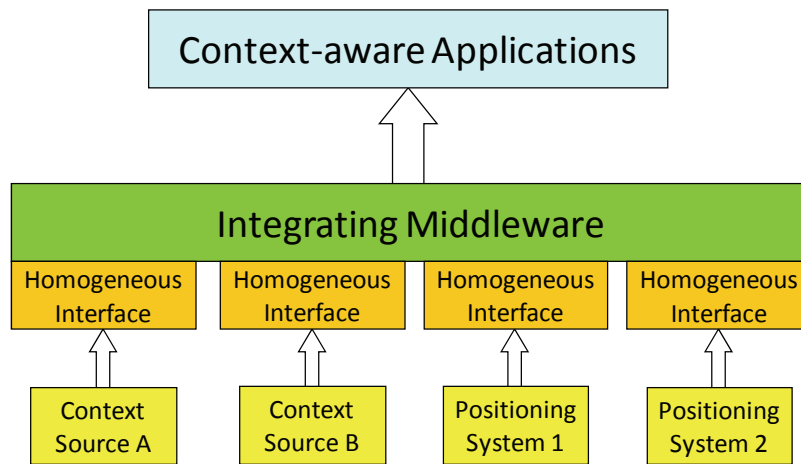 Context-aware Applications
Integrating Middleware
Homogeneous
Interface
Homogeneous
Interface
Homogeneous
Interface
Homogeneous
Interface
Context
Source A
Context
Source B
Positioning
System 1
Positioning
System 2